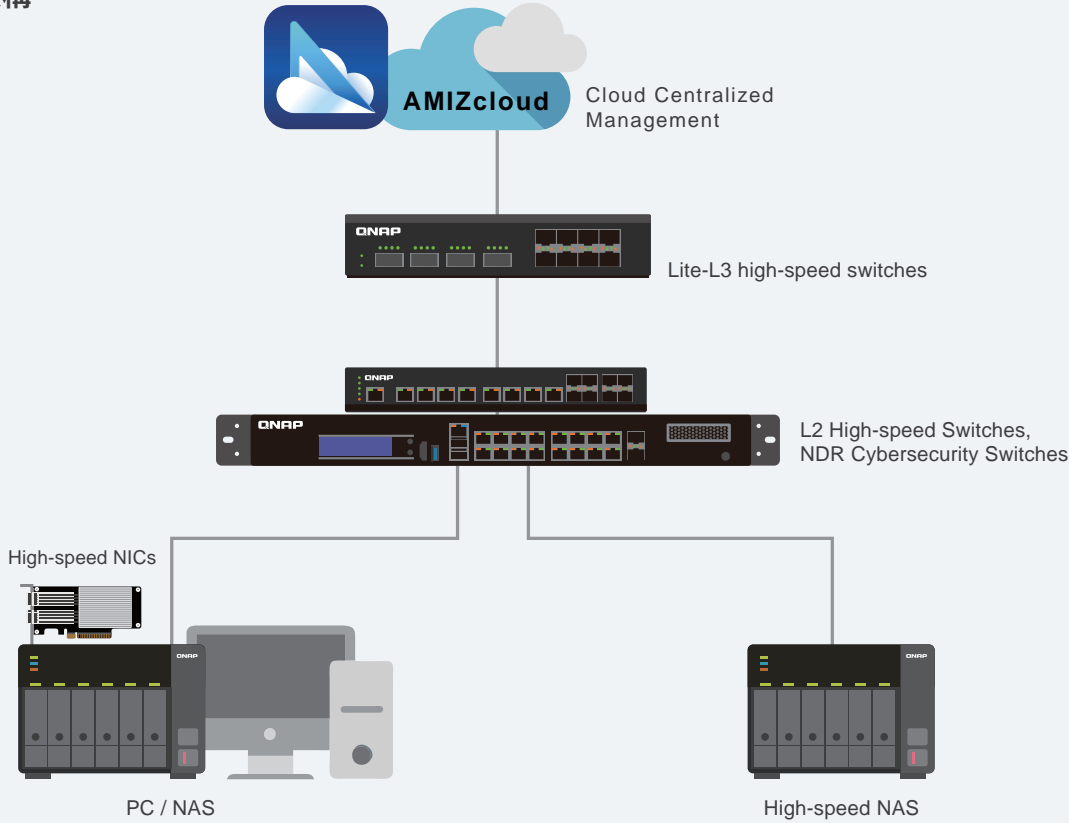 AMIZcloud
Cloud Centralized
Management
QNAP
Lite-L3 high-speed switches
QNAP
QNAP
L2 High-speed Switches,
NDR Cybersecurity Switches
High-speed NICs
QNAP
QNAP
PC / NAS
High-speed NAS